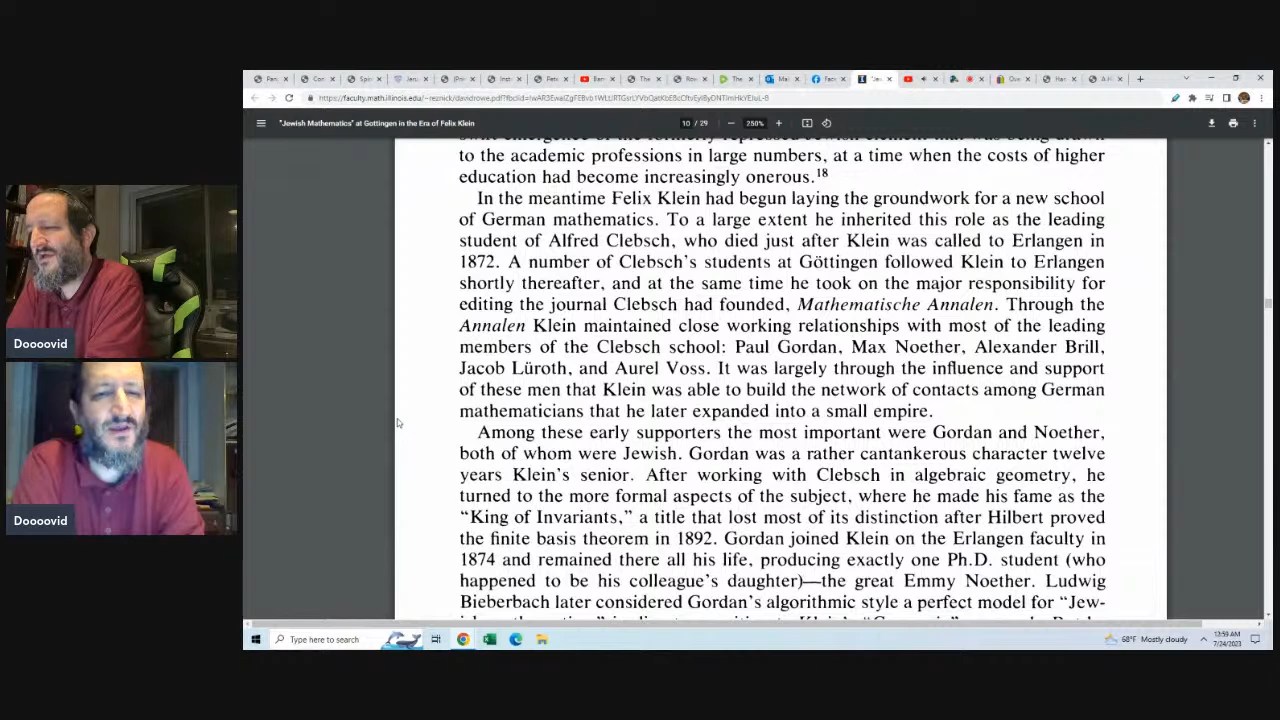 "Jewish Mathematics" at Gottingen in the Era of Felix Klein
10 / 29
250%
to the academic professions in large numbers, at a time when the costs of higher
education had become increasingly onerous.18
In the meantime Felix Klein had begun laying the groundwork for a new school
of German mathematics. To a large extent he inherited this role as the leading
student of Alfred Clebsch, who died just after Klein was called to Erlangen in
1872. A number of Clebsch's students at Göttingen followed Klein to Erlangen
shortly thereafter, and at the same time he took on the major responsibility for
editing the journal Clebsch had founded, Mathematische Annalen. Through the
Annalen Klein maintained close working relationships with most of the leading
members of the Clebsch school: Paul Gordan, Max Noether, Alexander Brill,
Jacob Lüroth, and Aurel Voss. It was largely through the influence and support
of these men that Klein was able to build the network of contacts among German
mathematicians that he later expanded into a small empire.
Among these early supporters the most important were Gordan and Noether,
both of whom were Jewish. Gordan was a rather cantankerous character twelve
years Klein's senior. After working with Clebsch in algebraic geometry, he
turned to the more formal aspects of the subject, where he made his fame as the
"King of Invariants," a title that lost most of its distinction after Hilbert proved
the finite basis theorem in 1892. Gordan joined Klein on the Erlangen faculty in
1874 and remained there all his life, producing exactly one Ph.D. student (who
happened to be his colleague's daughter)—the great Emmy Noether. Ludwig
Bieberbach later considered Gordan's algorithmic style a perfect model for "Jew-
Doooovid
Doooovid
Type here to search
68°F Mostly cloudy
12:59 AM
7/24/2023